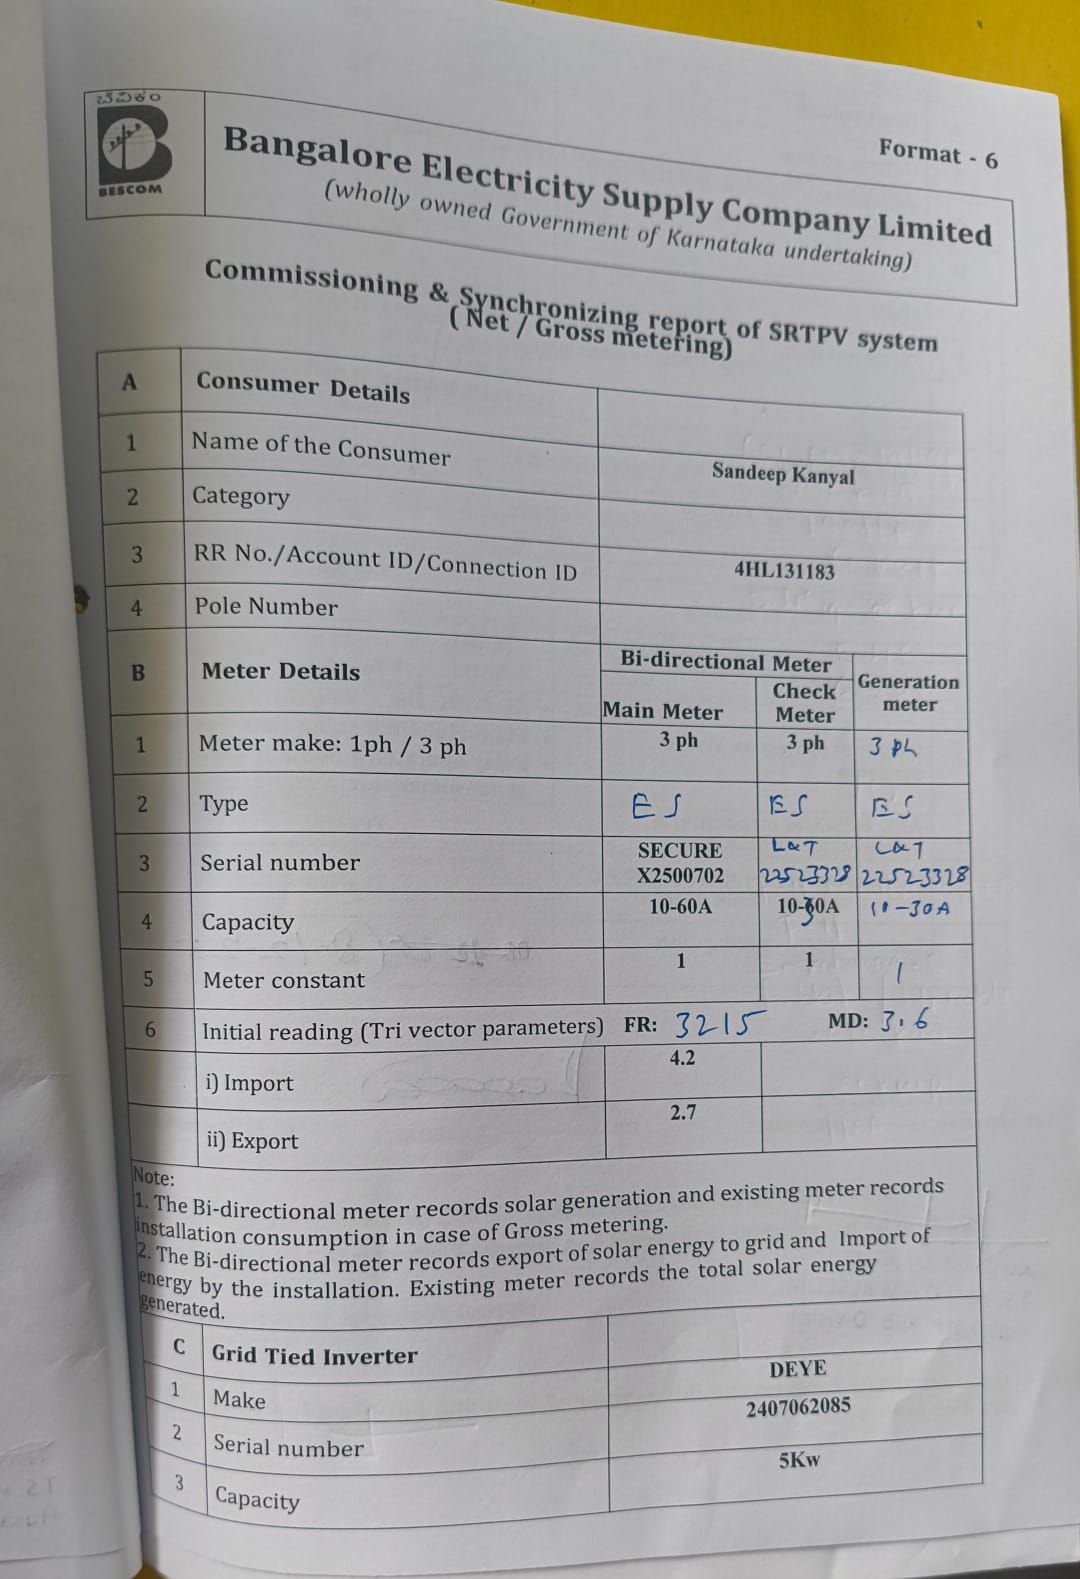 ಬೆವಿಕಂ
B
BESCOM
Format - 6
Bangalore Electricity Supply Company Limited
(wholly owned Government of Karnataka undertaking)
Commissioning & Synchronizing report of SRTPV system
( Net / Gross metering)
A Consumer Details
1 Name of the Consumer Sandeep Kanyal
2 Category
3 RR No./Account ID/Connection ID 4HL131183
4 Pole Number
B Meter Details Bi-directional Meter Generation meter
Main Meter Check Meter
1 Meter make: 1ph / 3 ph 3 ph 3 ph 3 ph
2 Type ES ES ES
3 Serial number SECURE L&T L&T
X2500702 22523328 22523328
4 Capacity 10-60A 10-30A 10-30A
5 Meter constant 1 1 1
6 Initial reading (Tri vector parameters) FR: 3215 MD: 3.6
i) Import 4.2
ii) Export 2.7
Note:
1. The Bi-directional meter records solar generation and existing meter records
installation consumption in case of Gross metering.
2. The Bi-directional meter records export of solar energy to grid and Import of
energy by the installation. Existing meter records the total solar energy
generated.
C Grid Tied Inverter
1 Make DEYE
2 Serial number 2407062085
3 Capacity 5Kw